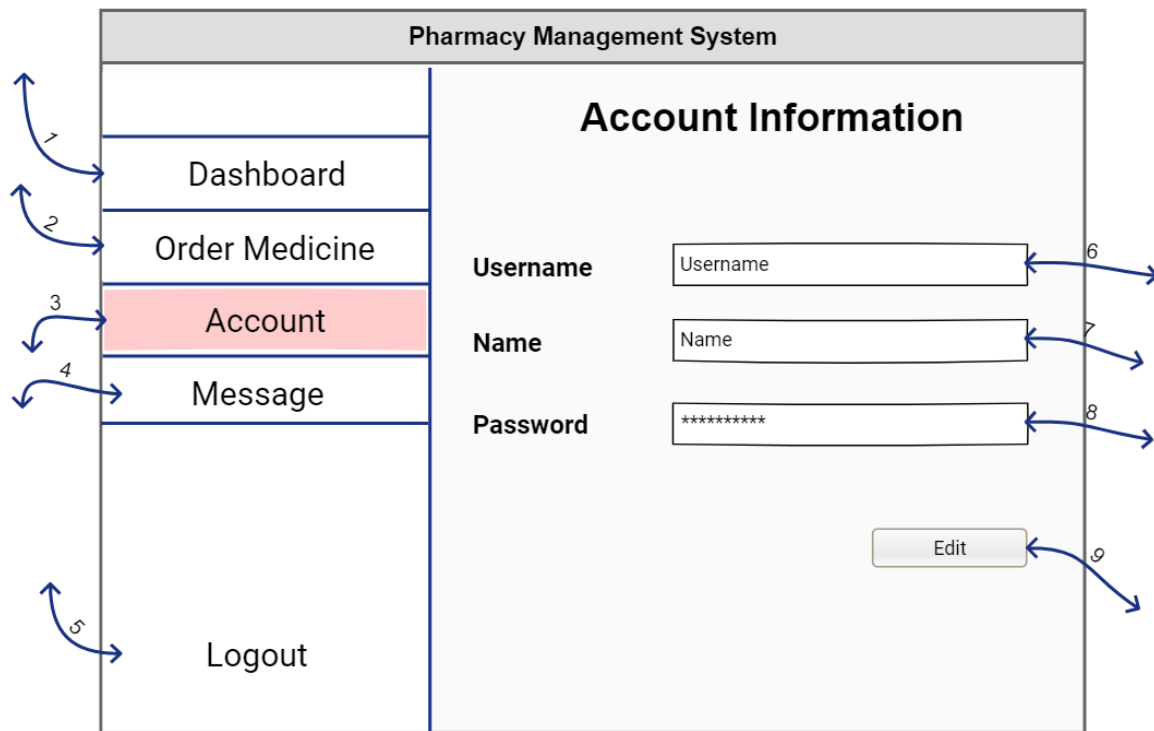 Pharmacy Management System
1
Dashboard
2
Order Medicine
3
Account
4
Message
5
Logout
Account Information
Username
Username
6
Name
Name
7
Password
**********
8
Edit
9